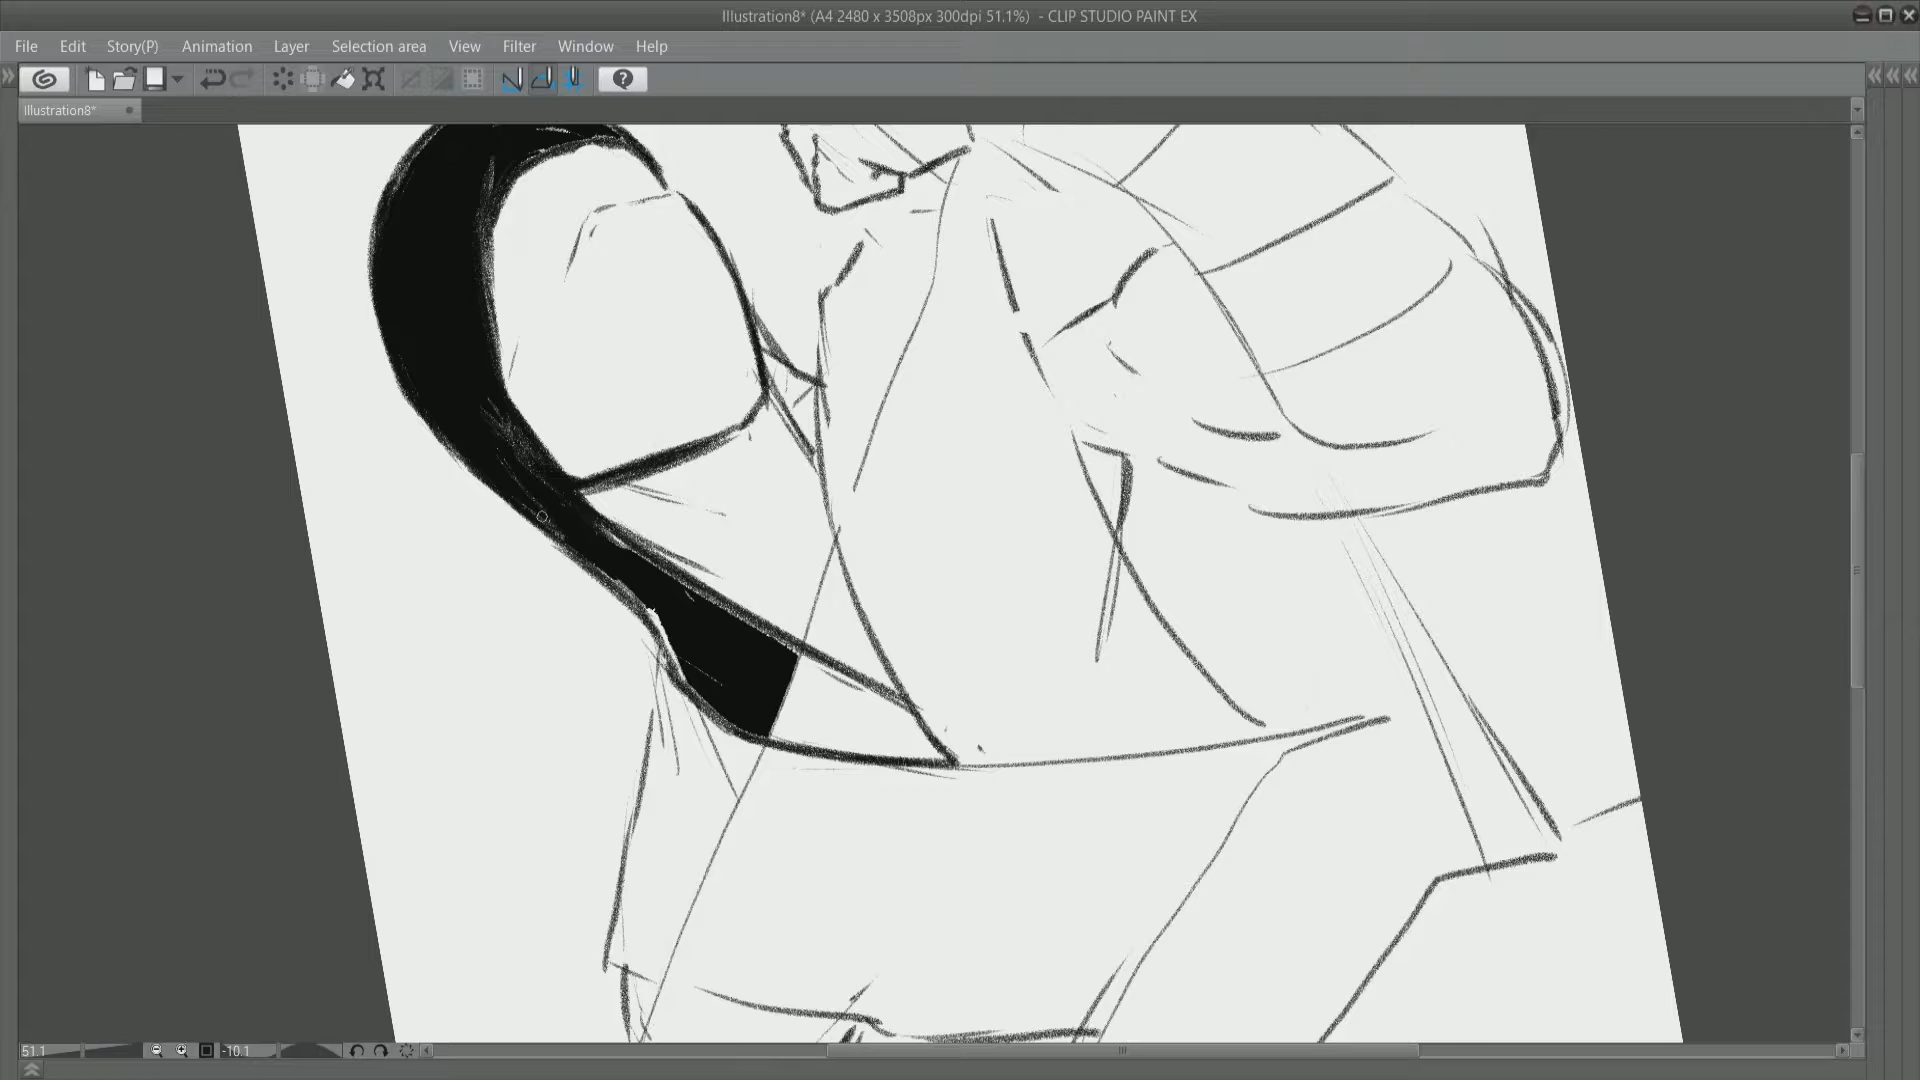 Illustration8* (A4 2480 x 3508px 300dpi 51.1%) - CLIP STUDIO PAINT EX
File Edit Story(P) Animation Layer Selection area View Filter Window Help
Illustration8*
51.1 -10.1